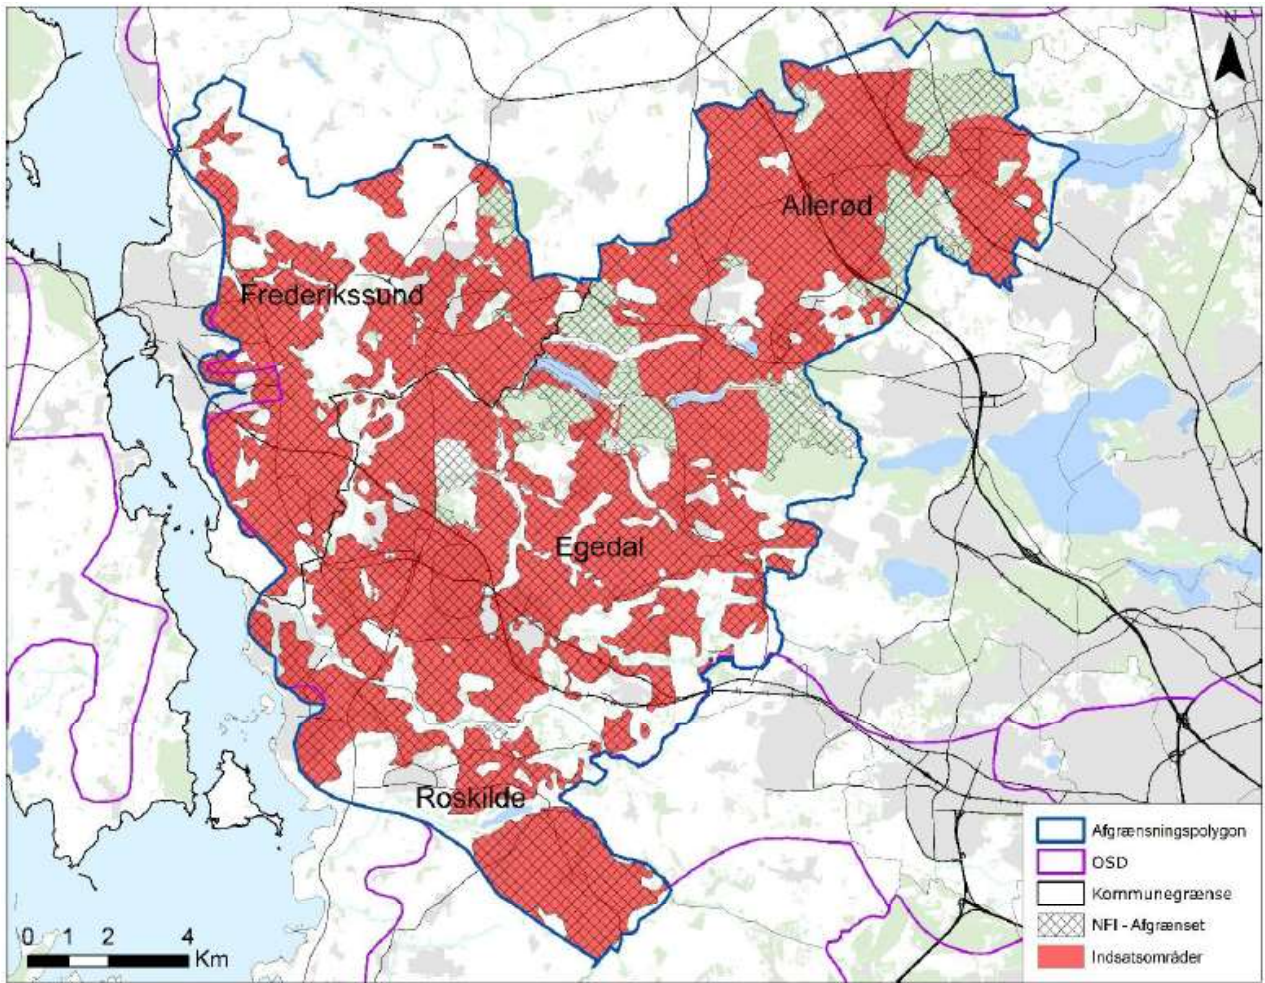 N
Allerød
Frederikssund
Egedal
Roskilde
Afgrænsningspolygon
OSD
Kommunegrænse
NFI - Afgrænset
Indsatsområder
0 1 2 4
Km